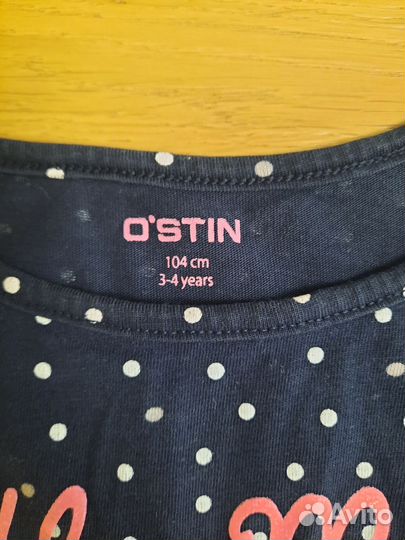 O'STIN
104 cm
3-4 years
Avito